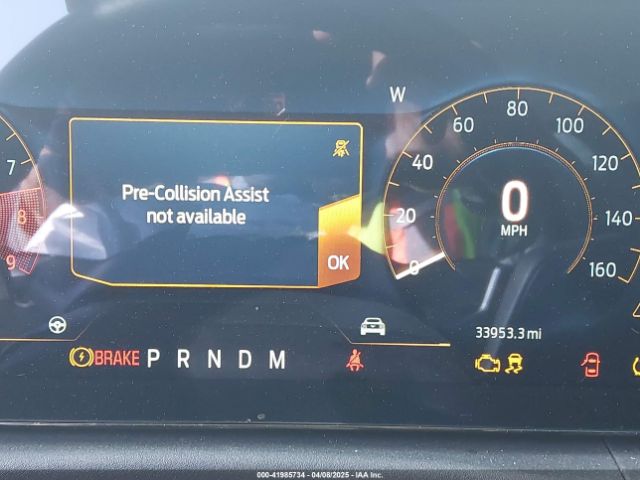 W
Pre-Collision Assist
not available
OK
7
8
9
0
20
40
60
80
100
120
140
160
0
MPH
33953.3 mi
BRAKE P R N D M
000-41985734 - 04/08/2025 - IAA Inc.